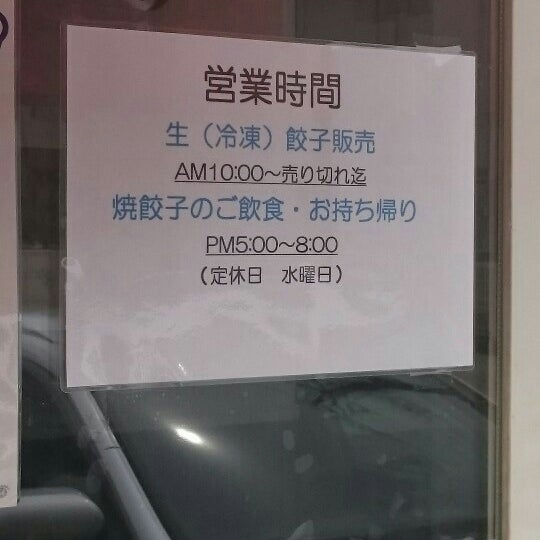 営業時間
生（冷凍）餃子販売
AM10:00～売り切れ迄
焼餃子のご飲食・お持ち帰り
PM5:00～8:00
（定休日　水曜日）